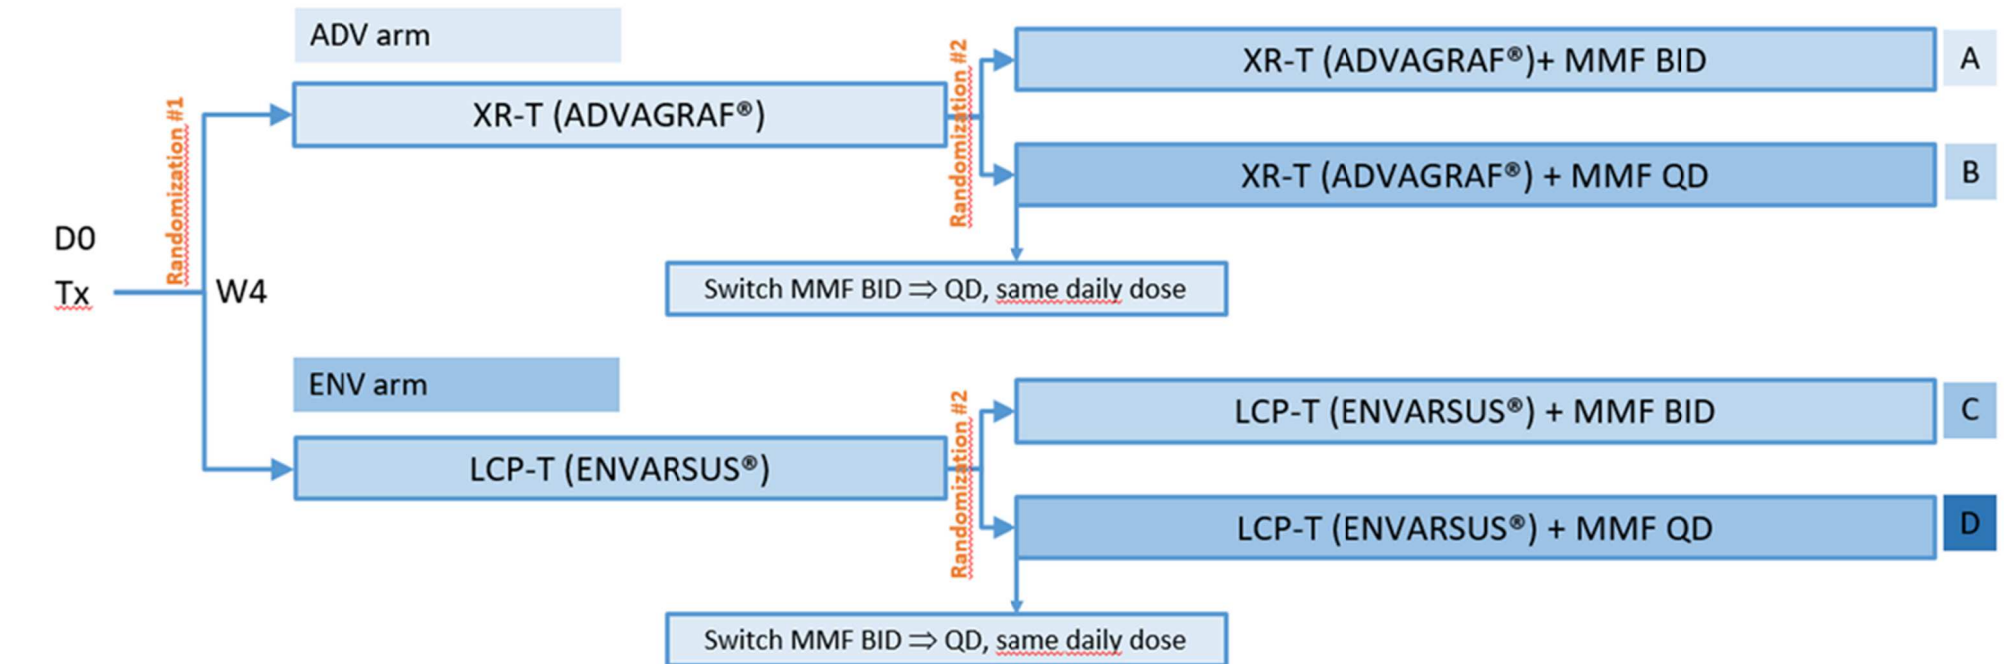 ADV arm
XR-T (ADVAGRAF®)
Randomization #1
D0
Tx
W4
Randomization #2
XR-T (ADVAGRAF®)+ MMF BID
A
XR-T (ADVAGRAF®) + MMF QD
B
Switch MMF BID ⇒ QD, same daily dose
ENV arm
LCP-T (ENVARSUS®)
Randomization #2
LCP-T (ENVARSUS®) + MMF BID
C
LCP-T (ENVARSUS®) + MMF QD
D
Switch MMF BID ⇒ QD, same daily dose